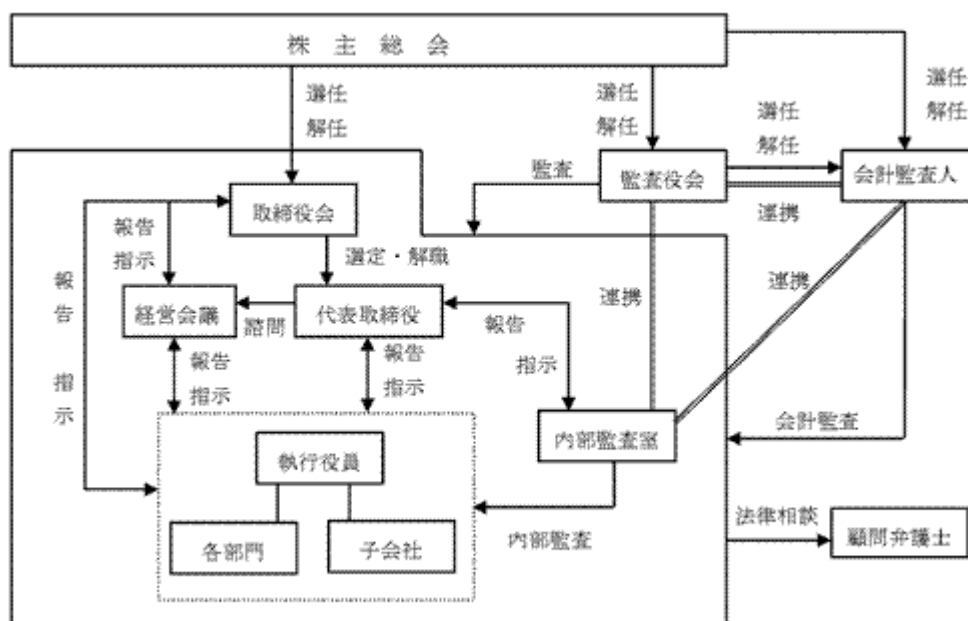 株主総会
選任
解任
選任
解任
選任
解任
選任
解任
監査
監査役会
会計監査人
取締役会
連携
報告
指示
選定・解職
報告
指示
連携
連携
経営会議
諮問
代表取締役
報告
指示
報告
指示
報告
指示
内部監査室
会計監査
執行役員
内部監査
法律相談
各部門
子会社
顧問弁護士